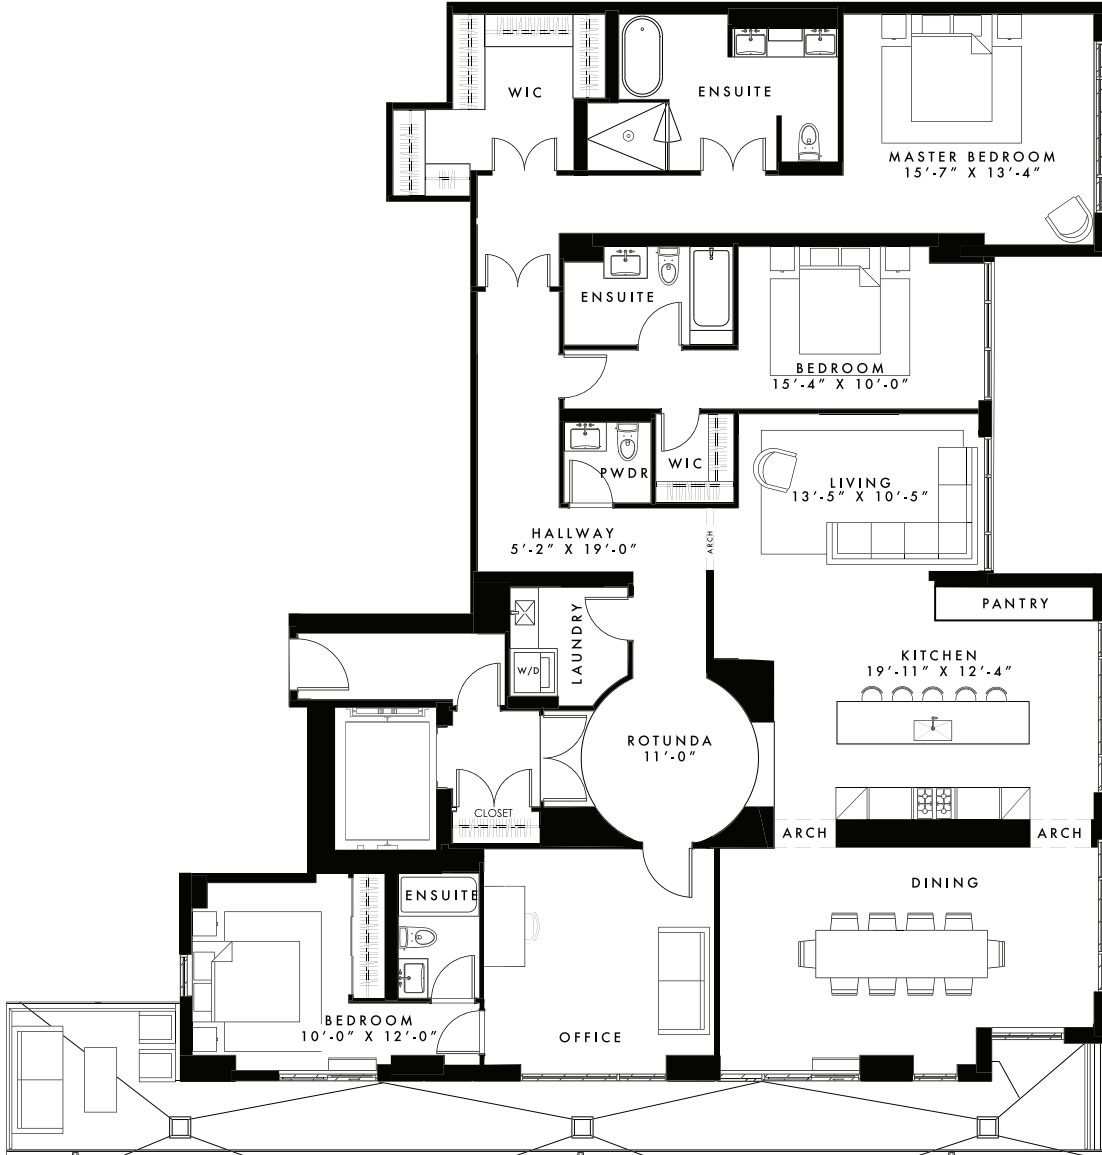 WIC
ENSUITE
MASTER BEDROOM
15'-7" X 13'-4"
ENSUITE
BEDROOM
15'-4" X 10'-0"
PWDR
WIC
LIVING
13'-5" X 10'-5"
HALLWAY
5'-2" X 19'-0"
ARCH
PANTRY
LAUNDRY
W/D
KITCHEN
19'-11" X 12'-4"
ROTUNDA
11'-0"
CLOSET
ARCH
ARCH
ENSUITE
DINING
BEDROOM
10'-0" X 12'-0"
OFFICE